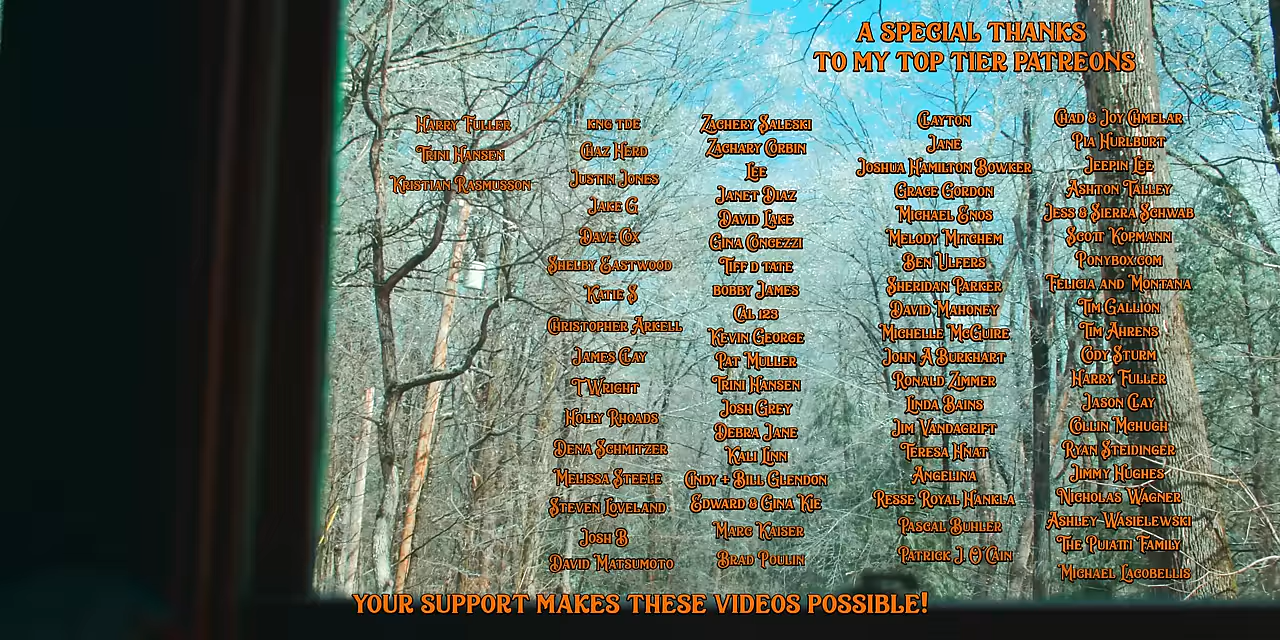 A SPECIAL THANKS
TO MY TOP TIER PATREONS
Harry Fuller
Trini Hansen
Kristian Rasmusson
kng tde
Chaz Herd
Justin Jones
Jake G
Dave Cox
Shelby Eastwood
Katie S
Christopher Arkell
James Clay
T Wright
Holly Rhoads
Dena Schmitzer
Melissa Steele
Steven Loveland
Josh B
David Matsumoto
Zachery Saleski
Zachary Corbin
Lee
Janet Diaz
David Lake
Gina Congezzi
Tiff d tate
bobby James
Cal 123
Kevin George
Pat Muller
Trini Hansen
Josh Grey
Debra Jane
Kali Linn
Cindy + Bill Glendon
Edward & Gina Kie
Marc Kaiser
Brad Poulin
Clayton
Jane
Joshua Hamilton Bowker
Grace Gordon
Michael Enos
Melody Mitchem
Ben Ulfers
Sheridan Parker
David Mahoney
Michelle McGuire
John A Burkhart
Ronald Zimmer
Linda Bains
Jim Vandagrift
Teresa Hnat
Angelina
Resse Royal Hankla
Pascal Buhler
Patrick J. O'Cain
Chad & Joy Chmelar
Pia Hurlburt
Jeepin Lee
Ashton Talley
Jess & Sierra Schwab
Scott Kopmann
Ponybox.com
Felicia and Montana
Tim Gallion
Tim Ahrens
Cody Sturm
Harry Fuller
Jason Clay
Collin Mchugh
Ryan Steidinger
Jimmy Hughes
Nicholas Wagner
Ashley Wasielewski
The Puiatti Family
Michael Lacobellis
YOUR SUPPORT MAKES THESE VIDEOS POSSIBLE!